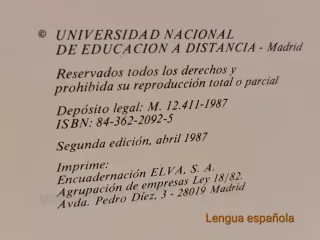 © UNIVERSIDAD NACIONAL
DE EDUCACION A DISTANCIA - Madrid
Reservados todos los derechos y
prohibida su reproducción total o parcial
Depósito legal: M. 12.411-1987
ISBN: 84-362-2092-5
Segunda edición, abril 1987
Imprime:
Encuadernación ELVA, S. A.
Agrupación de empresas Ley 18/82.
Avda. Pedro Díez, 3 - 28019 Madrid
Lengua española